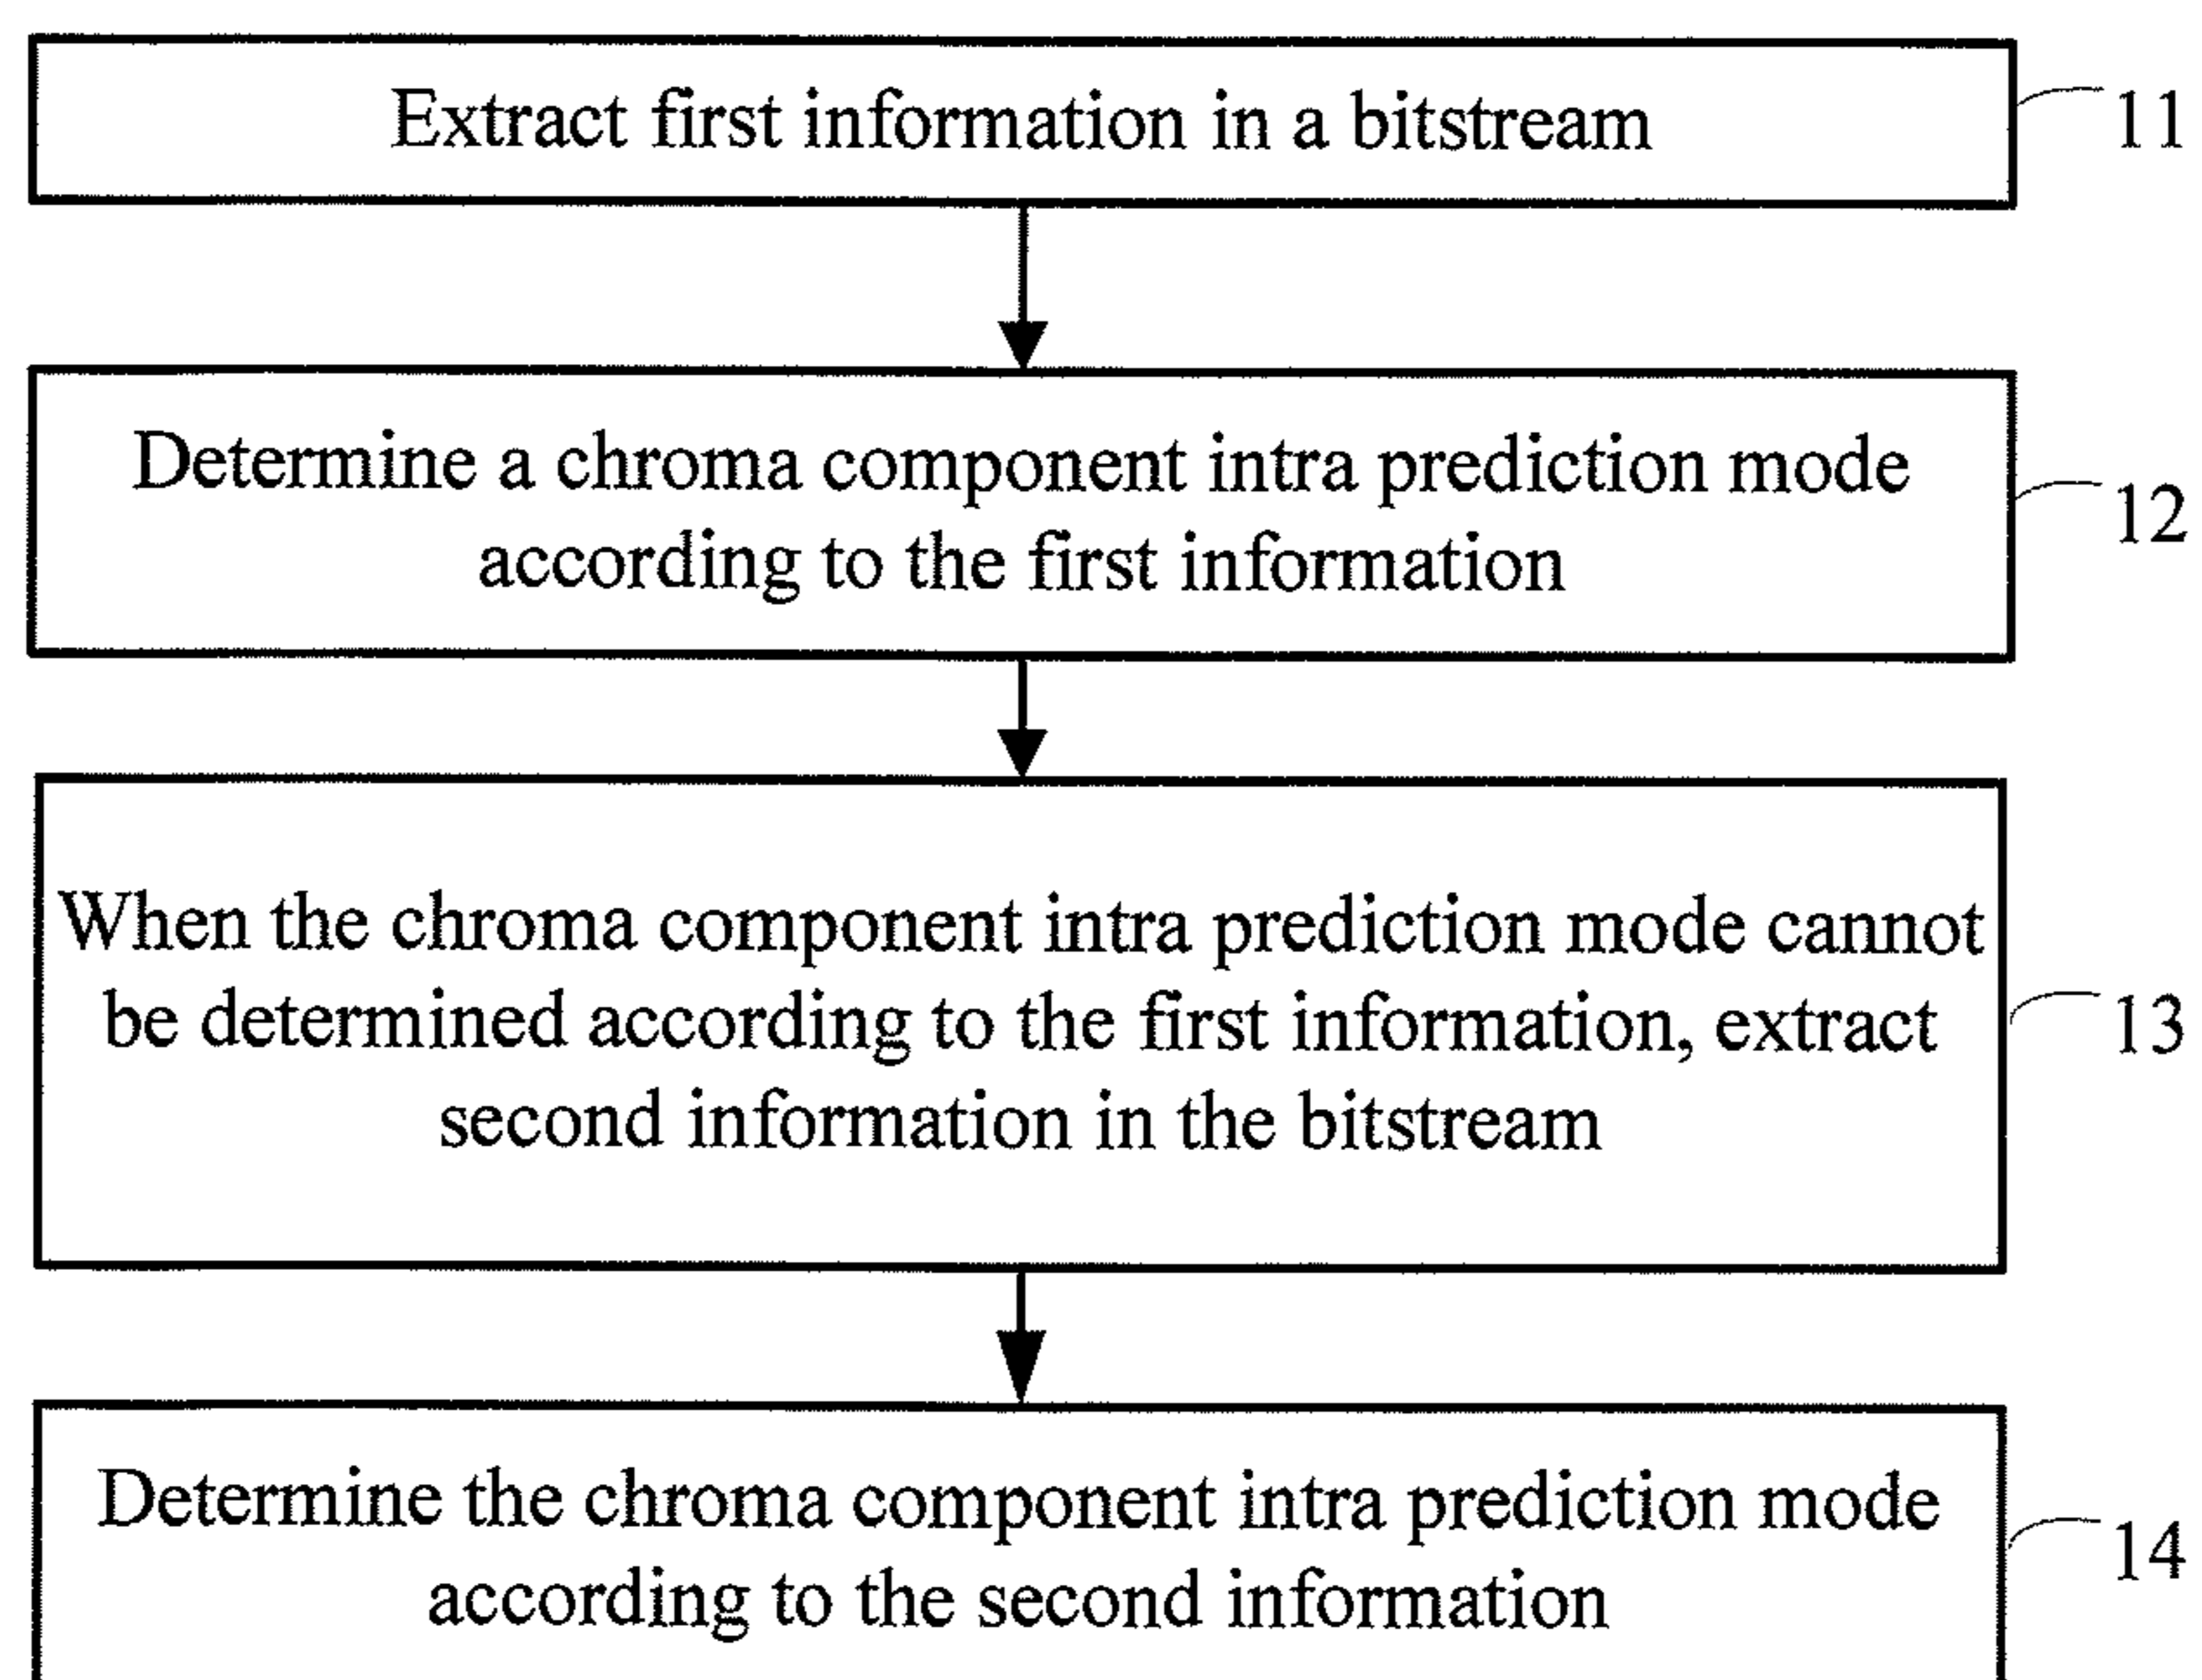 Extract first information in a bitstream
11
Determine a chroma component intra prediction mode
according to the first information
12
When the chroma component intra prediction mode cannot
be determined according to the first information, extract
second information in the bitstream
13
Determine the chroma component intra prediction mode
according to the second information
14